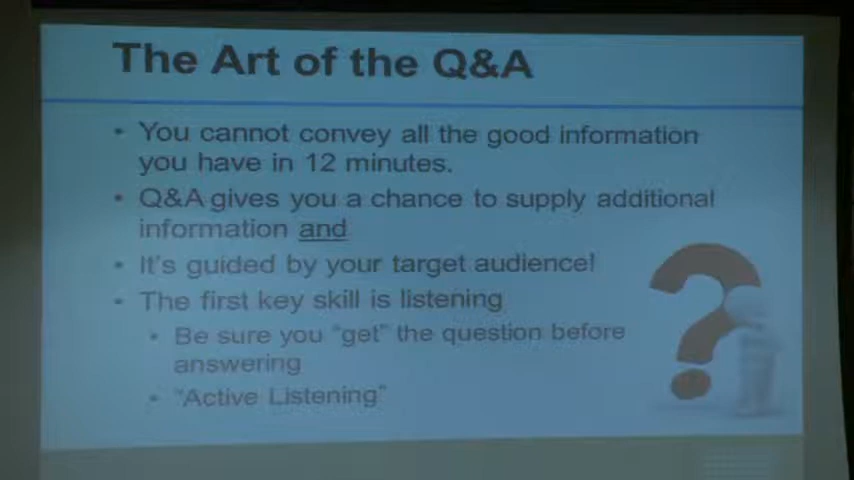 The Art of the Q&A
• You cannot convey all the good information
you have in 12 minutes.
• Q&A gives you a chance to supply additional
information and
• It's guided by your target audience!
• The first key skill is listening
• Be sure you "get" the question before
answering
• "Active Listening"